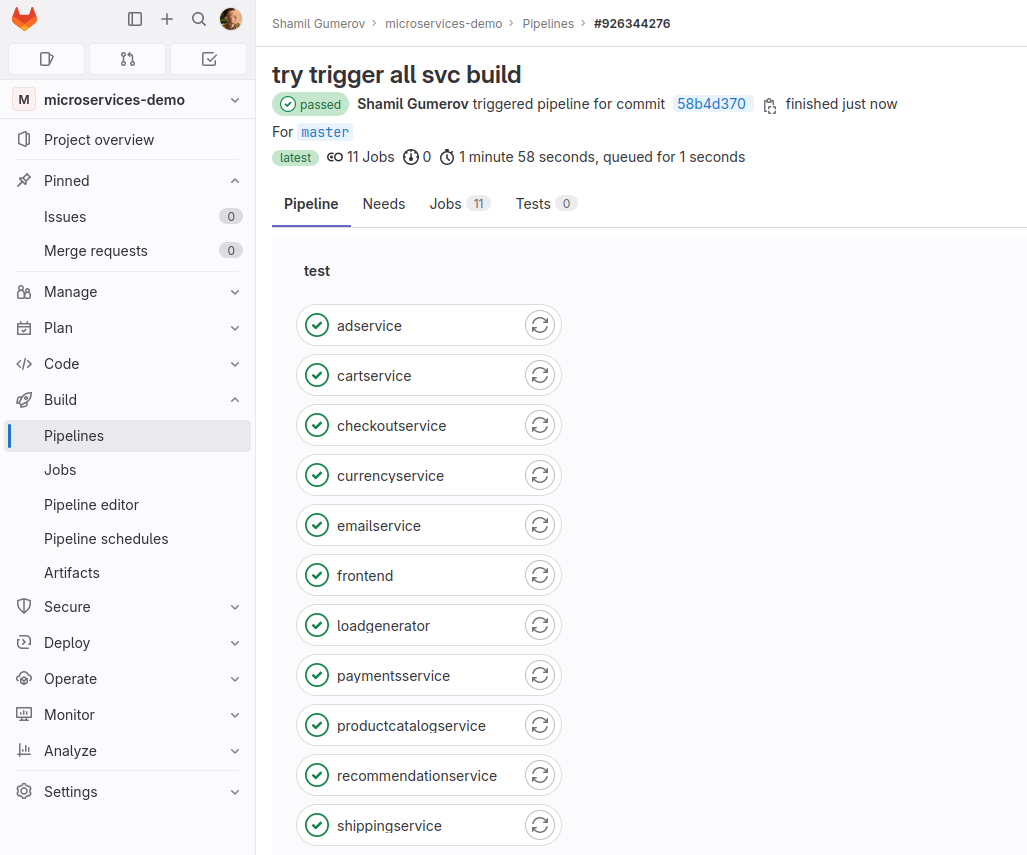 Shamil Gumerov › microservices-demo › Pipelines › #926344276
M microservices-demo
Project overview
Pinned
Issues 0
Merge requests 0
Manage
Plan
Code
Build
Pipelines
Jobs
Pipeline editor
Pipeline schedules
Artifacts
Secure
Deploy
Operate
Monitor
Analyze
Settings
try trigger all svc build
passed Shamil Gumerov triggered pipeline for commit 58b4d370 finished just now
For master
latest 11 Jobs 0 1 minute 58 seconds, queued for 1 seconds
Pipeline Needs Jobs 11 Tests 0
test
adservice
cartservice
checkoutservice
currencyservice
emailservice
frontend
loadgenerator
paymentsservice
productcatalogservice
recommendationservice
shippingservice